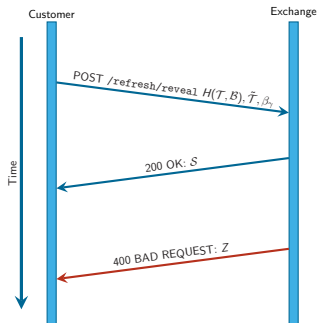 Customer
Exchange
POST /refresh/reveal H(𝒯, ℬ), 𝒯̃, β_γ
200 OK: 𝒮
Time
400 BAD REQUEST: Z